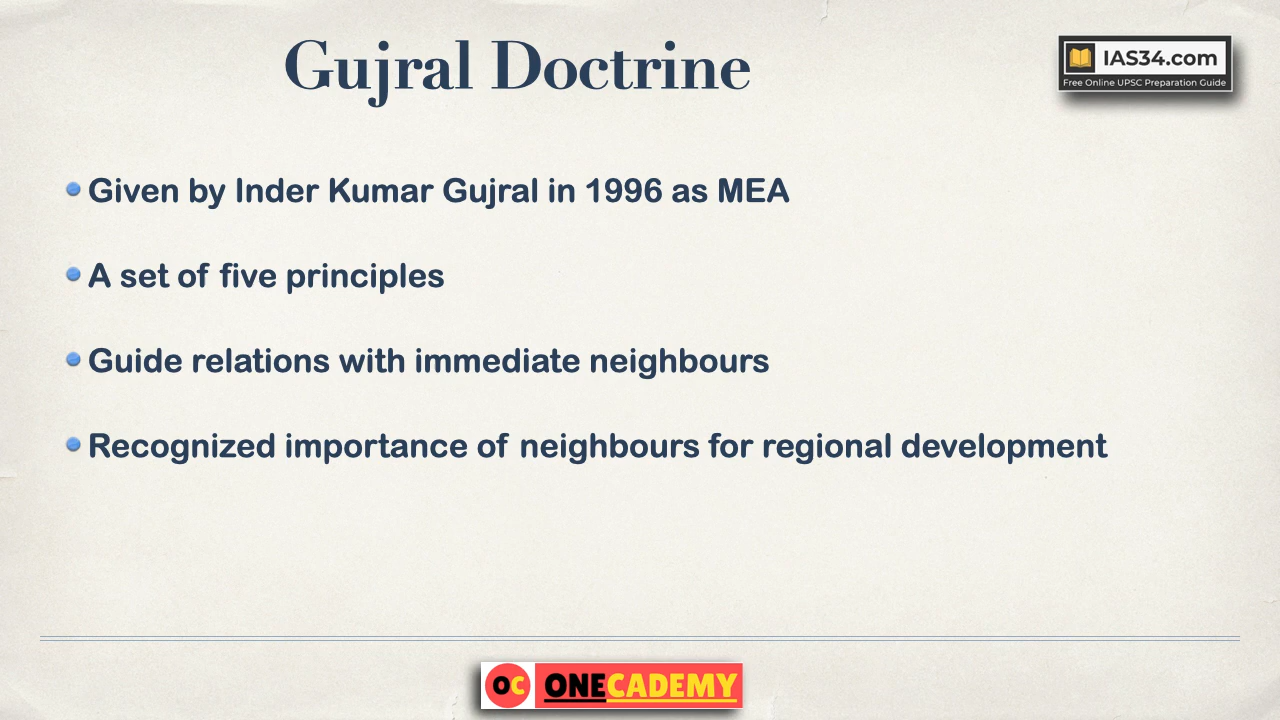 Gujral Doctrine
IAS34.com
Free Online UPSC Preparation Guide
Given by Inder Kumar Gujral in 1996 as MEA
A set of five principles
Guide relations with immediate neighbours
Recognized importance of neighbours for regional development
OC ONECADEMY